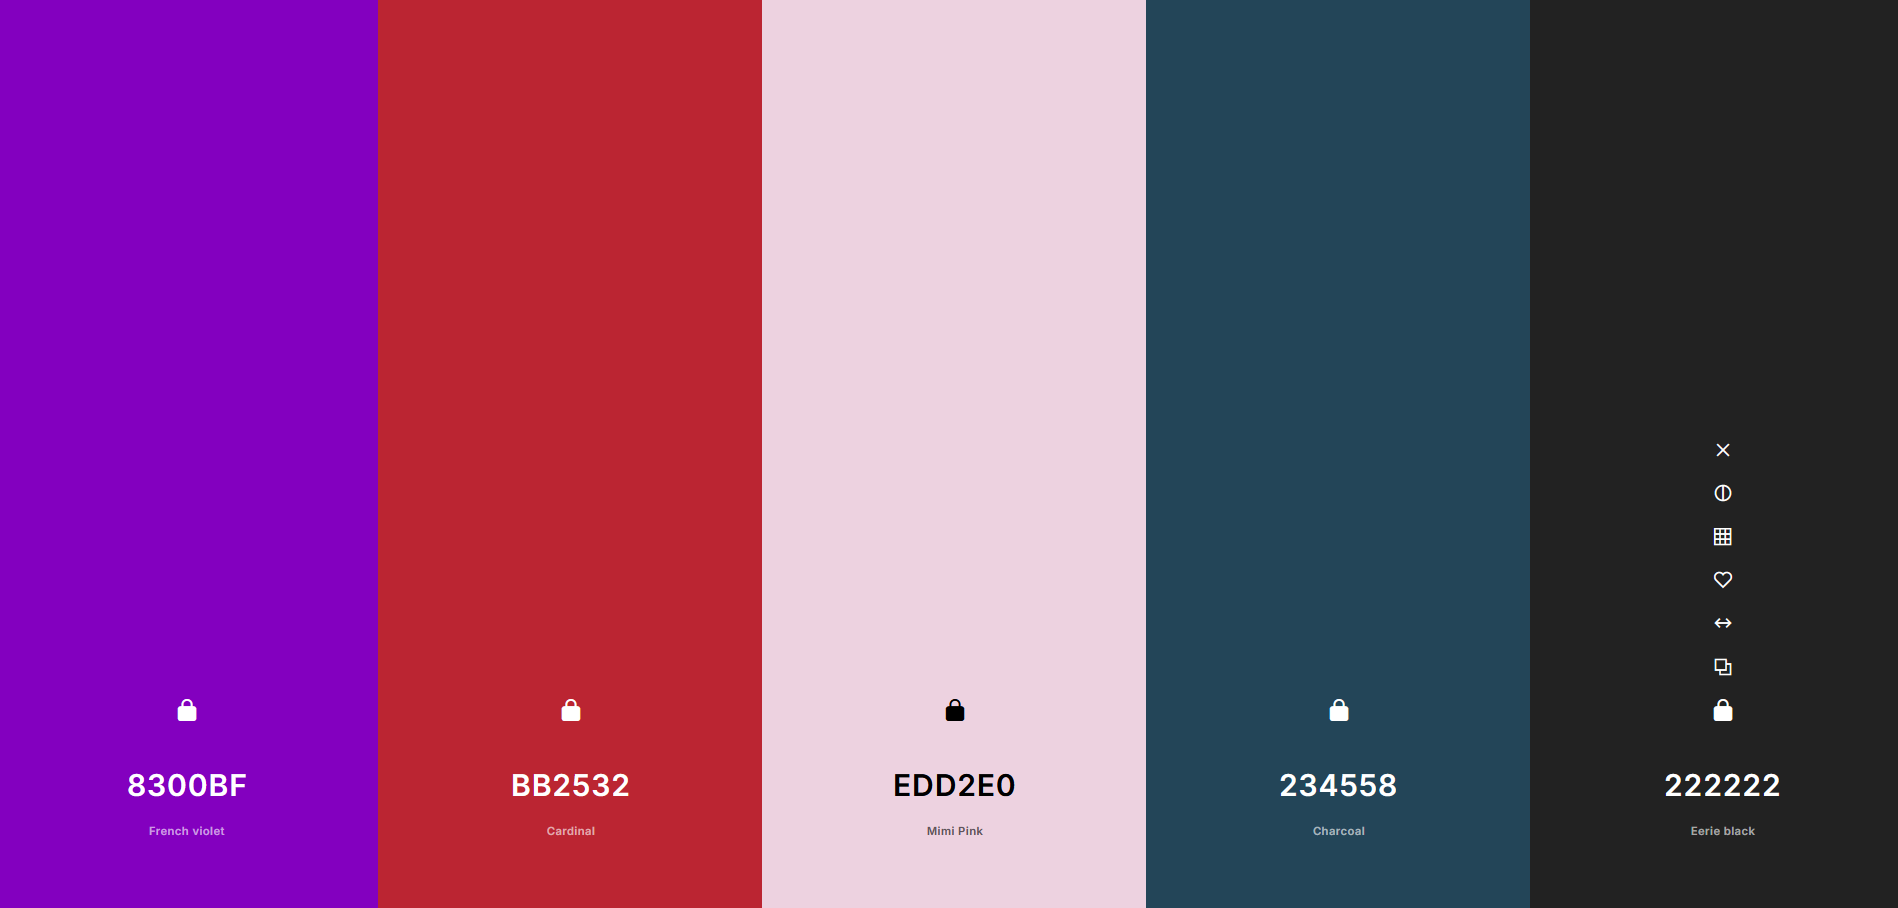 8300BF
French violet
BB2532
Cardinal
EDD2E0
Mimi Pink
234558
Charcoal
222222
Eerie black